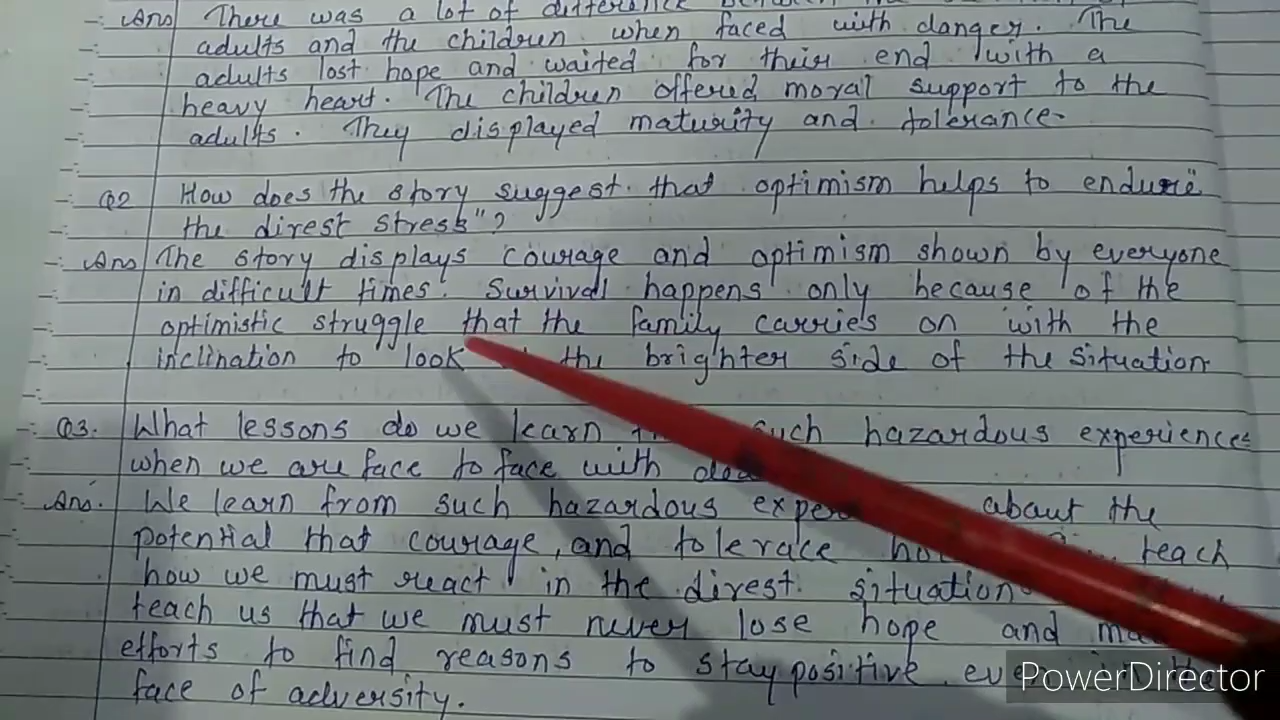 Ans There was a lot of difference between the
adults and the children when faced with danger. The
adults lost hope and waited for their end with a
heavy heart. The children offered moral support to the
adults. They displayed maturity and tolerance.
Q2 How does the story suggest that optimism helps to endure
the direst stress"?
Ans The story displays courage and optimism shown by everyone
in difficult times. Survival happens only because of the
optimistic struggle that the family carries on with the
inclination to look the brighter side of the situation
Q3. What lessons do we learn such hazardous experiences
when we are face to face with
Ans. We learn from such hazardous about the
potential that courage, and tolerace teach
how we must react in the direst situation
teach us that we must never lose hope and
efforts to find reasons to stay positive
face of adversity.
PowerDirector